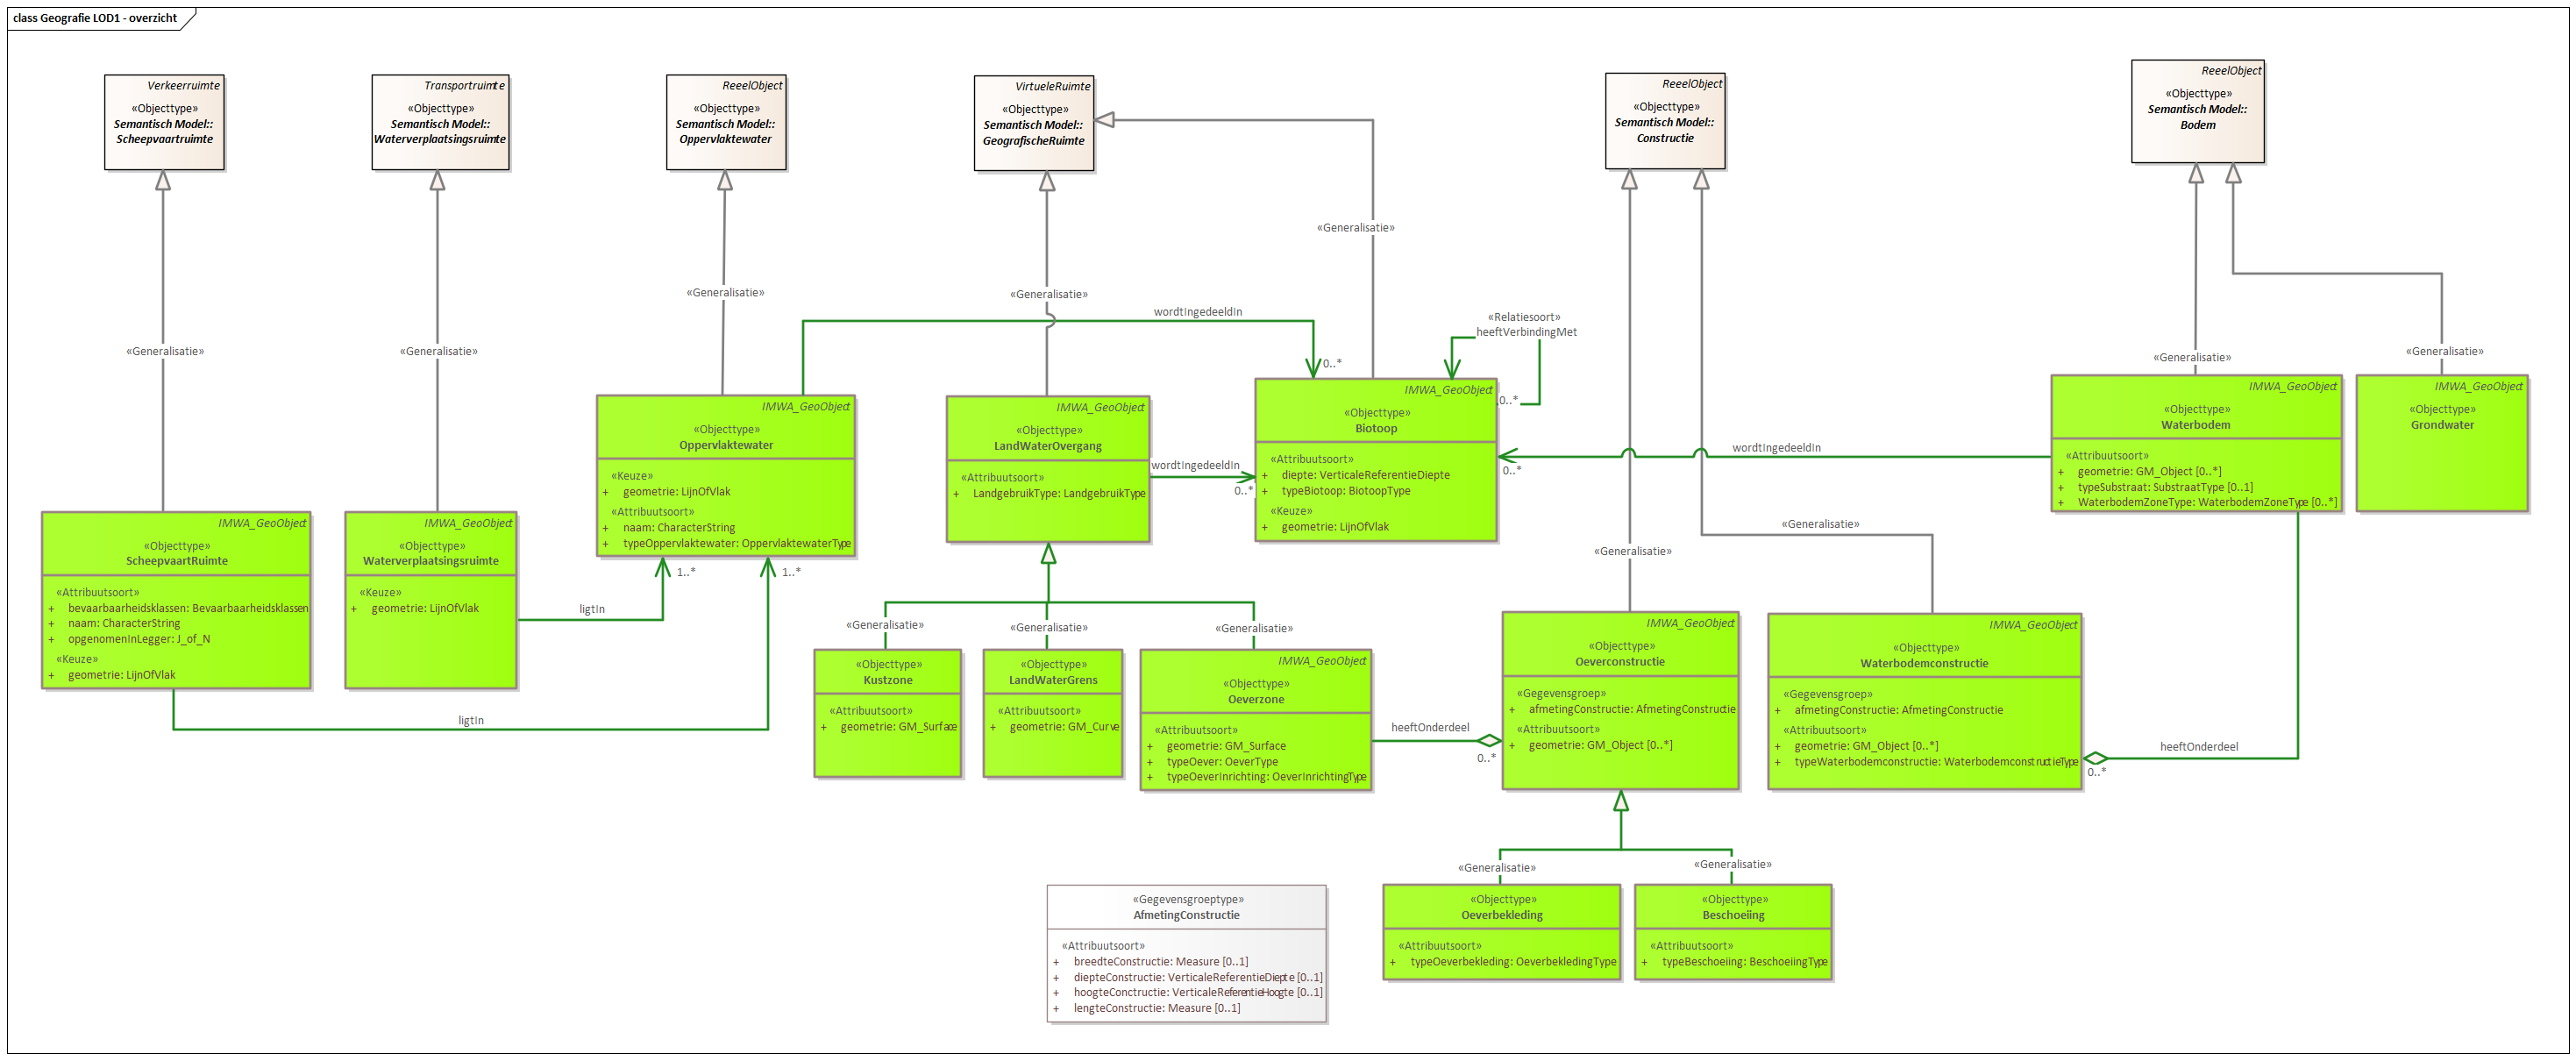 class Geografie LOD1 - overzicht
Verkeerruimte
«Objecttype»
Semantisch Model::
Scheepvaartruimte
Transportruimte
«Objecttype»
Semantisch Model::
Waterverplaatsingsruimte
ReeelObject
«Objecttype»
Semantisch Model::
Oppervlaktewater
VirtueleRuimte
«Objecttype»
Semantisch Model::
GeografischeRuimte
ReeelObject
«Objecttype»
Semantisch Model::
Constructie
ReeelObject
«Objecttype»
Semantisch Model::
Bodem
«Generalisatie»
«Generalisatie»
«Generalisatie»
«Generalisatie»
«Generalisatie»
«Generalisatie»
«Generalisatie»
«Generalisatie»
«Generalisatie»
wordtIngedeeldIn
0..*
«Relatiesoort»
heeftVerbindingMet
0..*
wordtIngedeeldIn
0..*
wordtIngedeeldIn
0..*
IMWA_GeoObject
«Objecttype»
ScheepvaartRuimte
«Attribuutsoort»
+ bevaarbaarheidsklassen: Bevaarbaarheidsklassen
+ naam: CharacterString
+ opgenomenInLegger: J_of_N
«Keuze»
+ geometrie: LijnOfVlak
IMWA_GeoObject
«Objecttype»
Waterverplaatsingsruimte
«Keuze»
+ geometrie: LijnOfVlak
IMWA_GeoObject
«Objecttype»
Oppervlaktewater
«Keuze»
+ geometrie: LijnOfVlak
«Attribuutsoort»
+ naam: CharacterString
+ typeOppervlaktewater: OppervlaktewaterType
ligtIn
1..*
ligtIn
1..*
IMWA_GeoObject
«Objecttype»
LandWaterOvergang
«Attribuutsoort»
+ LandgebruikType: LandgebruikType
IMWA_GeoObject
«Objecttype»
Biotoop
«Attribuutsoort»
+ diepte: VerticaleReferentieDiepte
+ typeBiotoop: BiotoopType
«Keuze»
+ geometrie: LijnOfVlak
IMWA_GeoObject
«Objecttype»
Waterbodem
«Attribuutsoort»
+ geometrie: GM_Object [0..*]
+ typeSubstraat: SubstraatType [0..1]
+ WaterbodemZoneType: WaterbodemZoneType [0..*]
IMWA_GeoObject
«Objecttype»
Grondwater
«Generalisatie»
«Generalisatie»
«Generalisatie»
«Objecttype»
Kustzone
«Attribuutsoort»
+ geometrie: GM_Surface
«Objecttype»
LandWaterGrens
«Attribuutsoort»
+ geometrie: GM_Curve
IMWA_GeoObject
«Objecttype»
Oeverzone
«Attribuutsoort»
+ geometrie: GM_Surface
+ typeOever: OeverType
+ typeOeverInrichting: OeverInrichtingType
heeftOnderdeel
0..*
IMWA_GeoObject
«Objecttype»
Oeverconstructie
«Gegevensgroep»
+ afmetingConstructie: AfmetingConstructie
«Attribuutsoort»
+ geometrie: GM_Object [0..*]
IMWA_GeoObject
«Objecttype»
Waterbodemconstructie
«Gegevensgroep»
+ afmetingConstructie: AfmetingConstructie
«Attribuutsoort»
+ geometrie: GM_Object [0..*]
+ typeWaterbodemconstructie: WaterbodemconstructieType
heeftOnderdeel
0..*
«Generalisatie»
«Generalisatie»
«Gegevensgroeptype»
AfmetingConstructie
«Attribuutsoort»
+ breedteConstructie: Measure [0..1]
+ diepteConstructie: VerticaleReferentieDiepte [0..1]
+ hoogteConctructie: VerticaleReferentieHoogte [0..1]
+ lengteConstructie: Measure [0..1]
«Objecttype»
Oeverbekleding
«Attribuutsoort»
+ typeOeverbekleding: OeverbekledingType
«Objecttype»
Beschoeiing
«Attribuutsoort»
+ typeBeschoeiing: BeschoeiingType